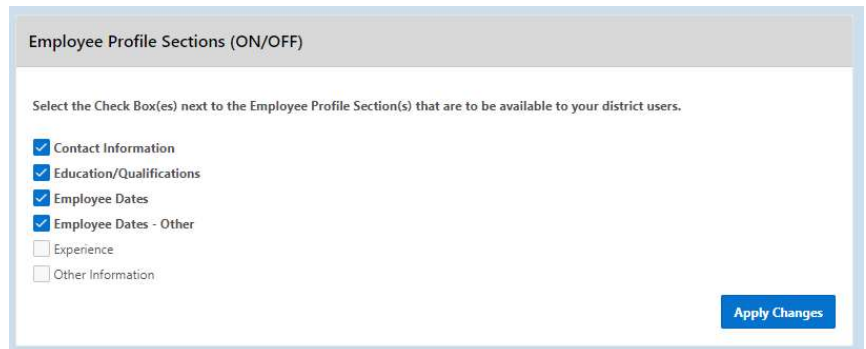 Employee Profile Sections (ON/OFF)
Select the Check Box(es) next to the Employee Profile Section(s) that are to be available to your district users.
Contact Information
Education/Qualifications
Employee Dates
Employee Dates - Other
Experience
Other Information
Apply Changes